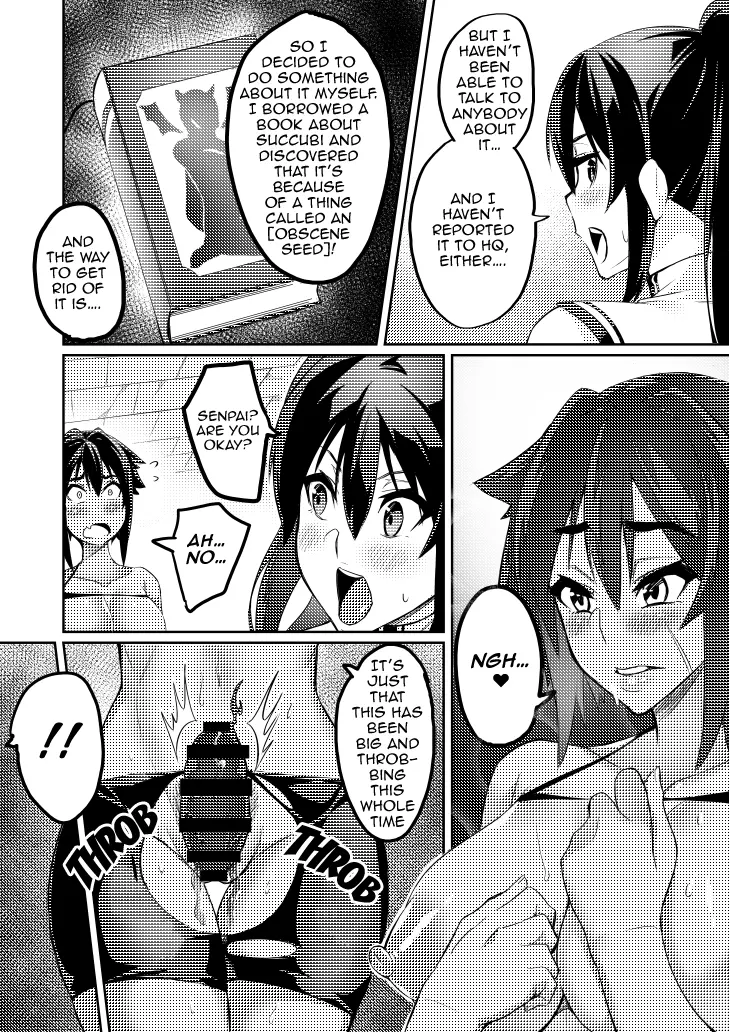 BUT I
HAVEN'T
BEEN
ABLE TO
TALK TO
ANYBODY
ABOUT
IT...
AND I
HAVEN'T
REPORTED
IT TO HQ,
EITHER....
SO I
DECIDED TO
DO SOMETHING
ABOUT IT MYSELF.
I BORROWED A
BOOK ABOUT
SUCCUBI AND
DISCOVERED
THAT IT'S
BECAUSE
OF A THING
CALLED AN
[OBSCENE
SEED]!
AND
THE WAY
TO GET
RID OF
IT IS....
NGH...
♥
SENPAI?
ARE YOU
OKAY?
AH...
NO...
IT'S
JUST
THAT
THIS HAS
BEEN
BIG AND
THROB-
BING
THIS
WHOLE
TIME
THROB
THROB
!!